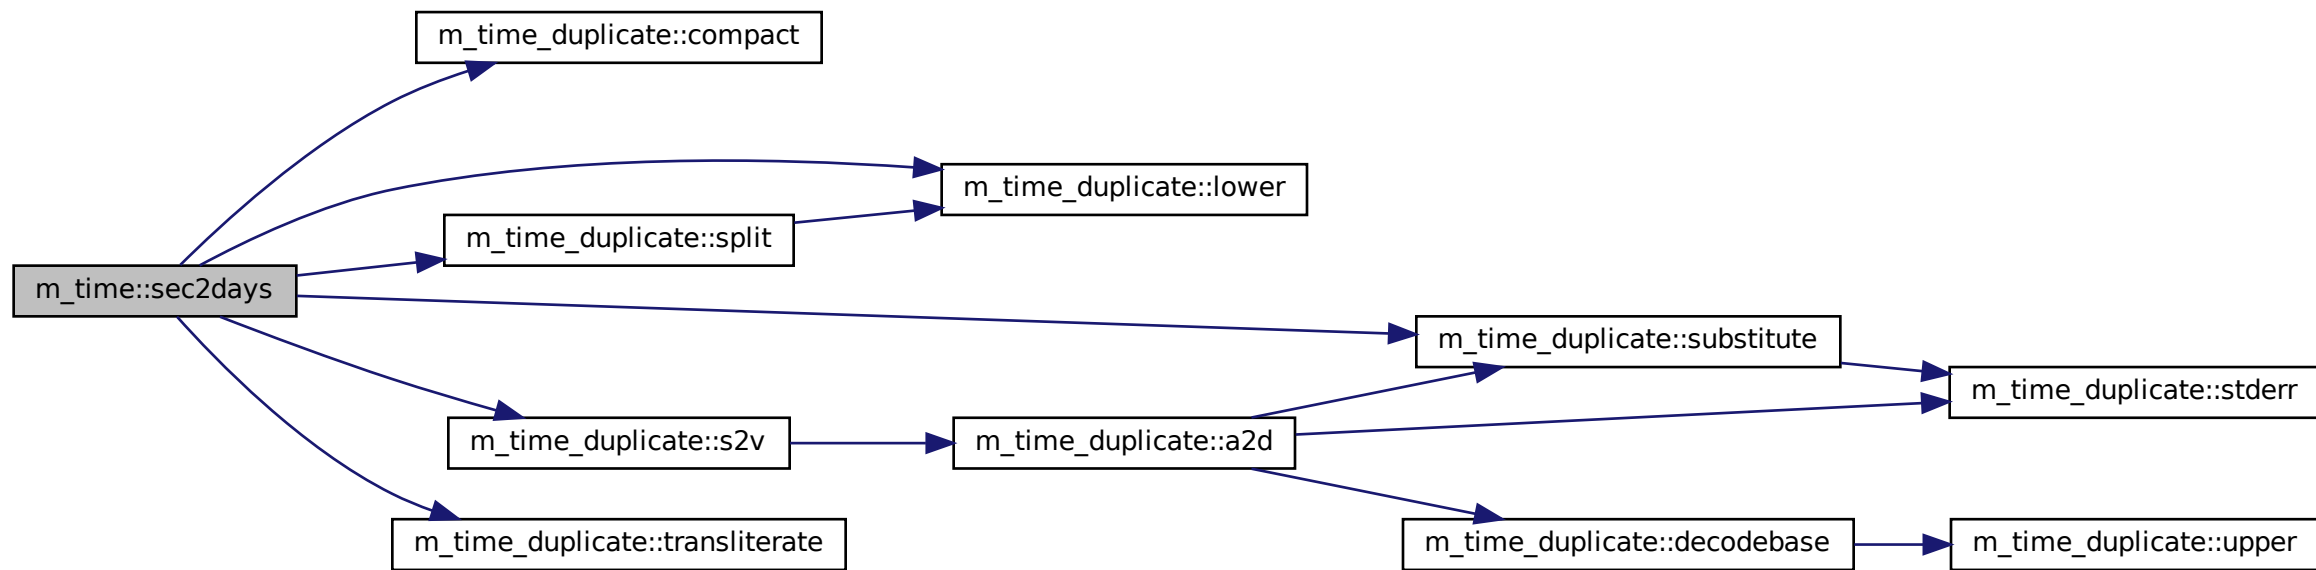 m_time_duplicate::compact
m_time_duplicate::lower
m_time_duplicate::split
m_time::sec2days
m_time_duplicate::substitute
m_time_duplicate::stderr
m_time_duplicate::s2v
m_time_duplicate::a2d
m_time_duplicate::transliterate
m_time_duplicate::decodebase
m_time_duplicate::upper